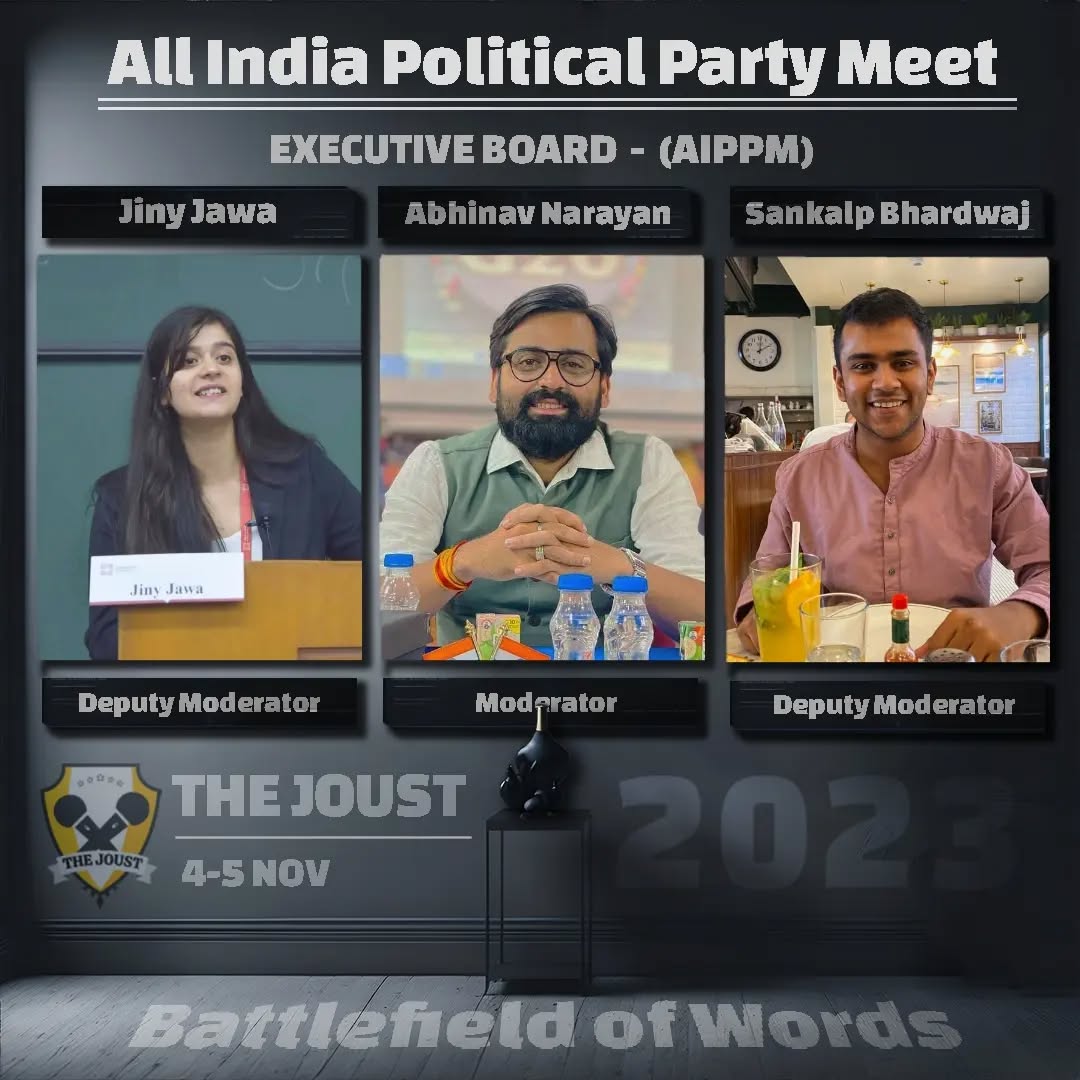 All India Political Party Meet
EXECUTIVE BOARD - (AIPPM)
Jiny Jawa
Abhinav Narayan
Sankalp Bhardwaj
G20
Jiny Jawa
Deputy Moderator
Moderator
Deputy Moderator
THE JOUST
4-5 NOV
THE JOUST
2023
Battlefield of Words